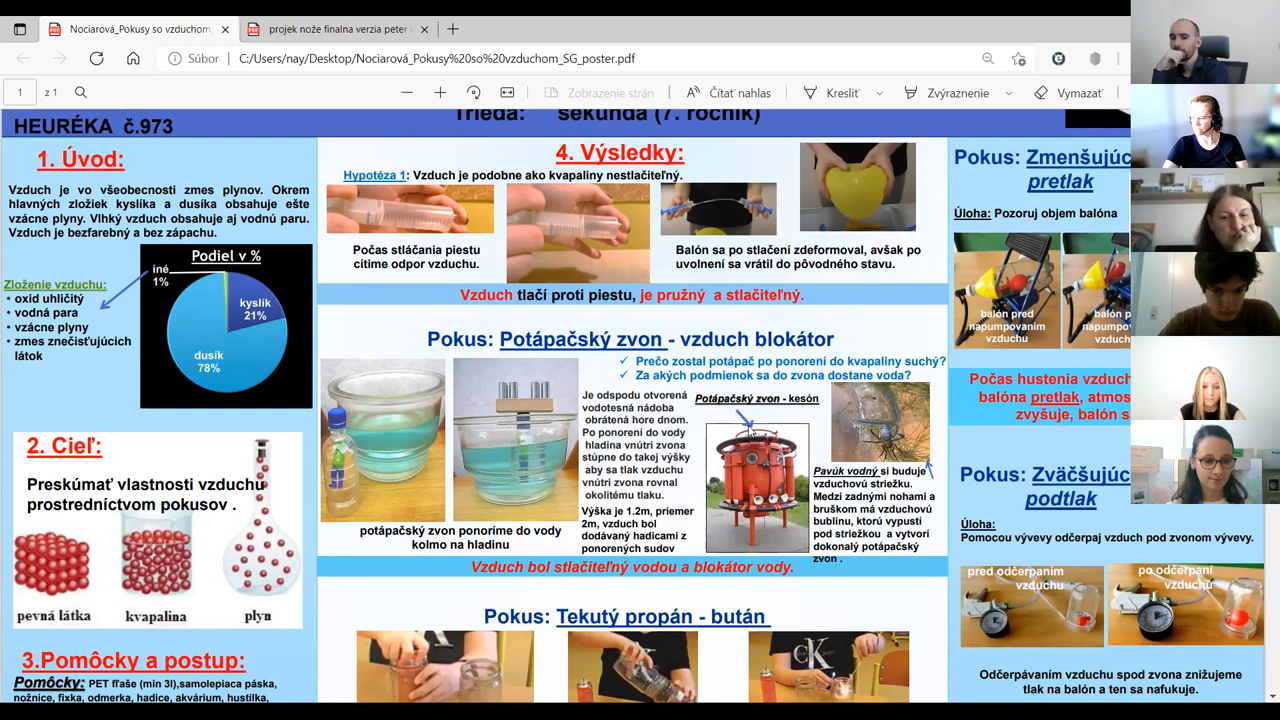 Nociarová_Pokusy so vzduchom_
projek nože finalna verzia peter
Súbor
C:/Users/nay/Desktop/Nociarová_Pokusy%20so%20vzduchom_SG_poster.pdf
1
z 1
Zobrazenie strán
Čítať nahlas
Kresliť
Zvýraznenie
Vymazať
HEURÉKA č.973
Trieda: sekunda (7. ročník)
1. Úvod:
Vzduch je vo všeobecnosti zmes plynov. Okrem
hlavných zložiek kyslíka a dusíka obsahuje ešte
vzácne plyny. Vlhký vzduch obsahuje aj vodnú paru.
Vzduch je bezfarebný a bez zápachu.
Zloženie vzduchu:
• oxid uhličitý
• vodná para
• vzácne plyny
• zmes znečisťujúcich
látok
Podiel v %
iné
1%
kyslík
21%
dusík
78%
2. Cieľ:
Preskúmať vlastnosti vzduchu
prostredníctvom pokusov .
pevná látka
kvapalina
plyn
3.Pomôcky a postup:
Pomôcky: PET fľaše (min 3l),samolepiaca páska,
nožnice, fixka, odmerka, hadice, akvárium, hustilka,
4. Výsledky:
Hypotéza 1: Vzduch je podobne ako kvapaliny nestlačiteľný.
Počas stláčania piestu
cítime odpor vzduchu.
Balón sa po stlačení zdeformoval, avšak po
uvolnení sa vrátil do pôvodného stavu.
Vzduch tlačí proti piestu, je pružný a stlačiteľný.
Pokus: Potápačský zvon - vzduch blokátor
✓ Prečo zostal potápač po ponorení do kvapaliny suchý?
✓ Za akých podmienok sa do zvona dostane voda?
potápačský zvon ponoríme do vody
kolmo na hladinu
Je odspodu otvorená
vodotesná nádoba
obrátená hore dnom.
Po ponorení do vody
hladina vnútri zvona
stúpne do takej výšky
aby sa tlak vzduchu
vnútri zvona rovnal
okolitému tlaku.
Výška je 1.2m, priemer
2m, vzduch bol
dodávaný hadicami z
ponorených sudov
Potápačský zvon - kesón
Pavúk vodný si buduje
vzduchovú striežku.
Medzi zadnými nohami a
bruškom má vzduchovú
bublinu, ktorú vypustí
pod striežkou a vytvorí
dokonalý potápačský
zvon .
Vzduch bol stlačiteľný vodou a blokátor vody.
Pokus: Tekutý propán - bután
CK
Pokus: Zmenšujúc
pretlak
Úloha: Pozoruj objem balóna
balón pred
napumpovaním
vzduchu
balón p
napumpov
vzduc
Počas hustenia vzduch
balóna pretlak, atmos
zvyšuje, balón s
Pokus: Zväčšujúc
podtlak
Úloha:
Pomocou vývevy odčerpaj vzduch pod zvonom vývevy.
pred odčerpaním
vzduchu
po odčerpaní
vzduchu
Odčerpávaním vzduchu spod zvona znižujeme
tlak na balón a ten sa nafukuje.